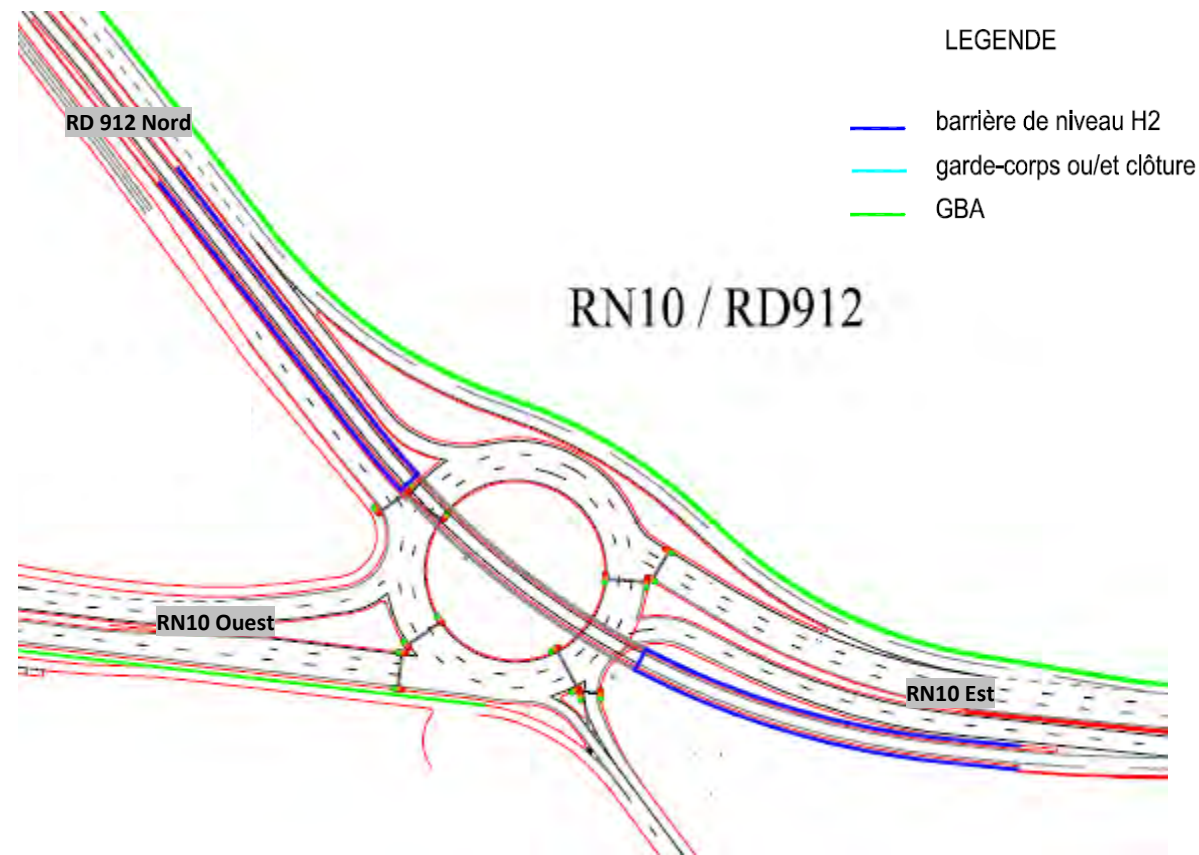 LEGENDE
barrière de niveau H2
garde-corps ou/et clôture
GBA
RD 912 Nord
RN10 / RD912
RN10 Ouest
RN10 Est